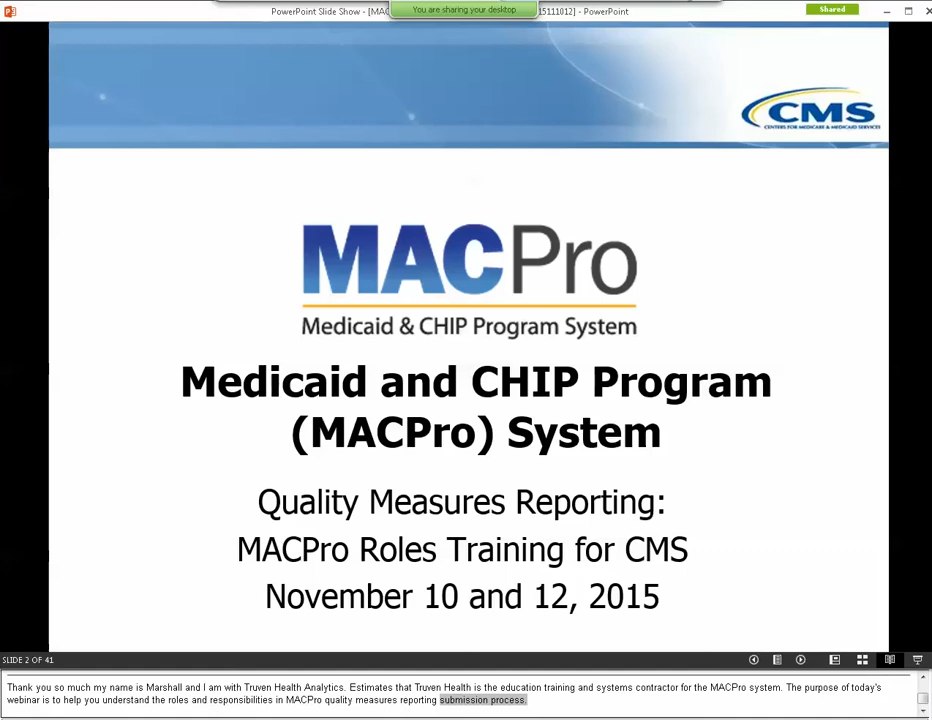 PowerPoint Slide Show - [MAC
You are sharing your desktop
15111012] - PowerPoint
Shared
CMS
CENTERS FOR MEDICARE & MEDICAID SERVICES
MACPro
Medicaid & CHIP Program System
Medicaid and CHIP Program
(MACPro) System
Quality Measures Reporting:
MACPro Roles Training for CMS
November 10 and 12, 2015
SLIDE 2 OF 41
Thank you so much my name is Marshall and I am with Truven Health Analytics. Estimates that Truven Health is the education training and systems contractor for the MACPro system. The purpose of today's
webinar is to help you understand the roles and responsibilities in MACPro quality measures reporting submission process.